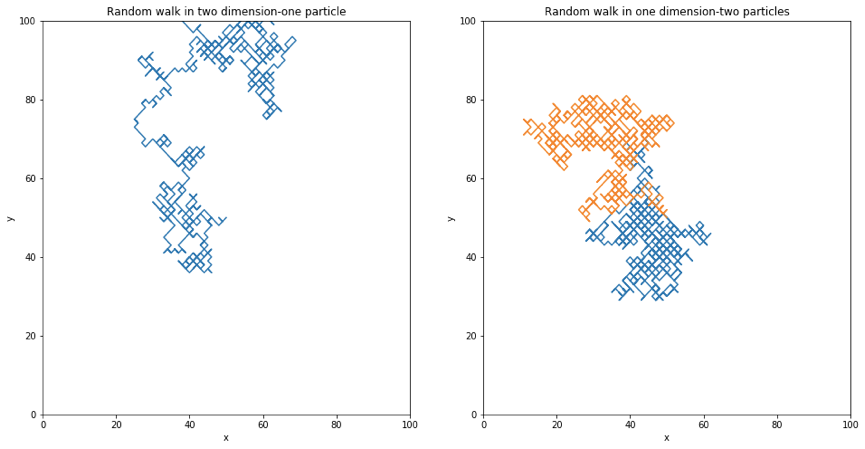 Random walk in two dimension-one particle
100
80
60
40
20
0
y
0 20 40 60 80 100
x
Random walk in one dimension-two particles
100
80
60
40
20
0
y
0 20 40 60 80 100
x